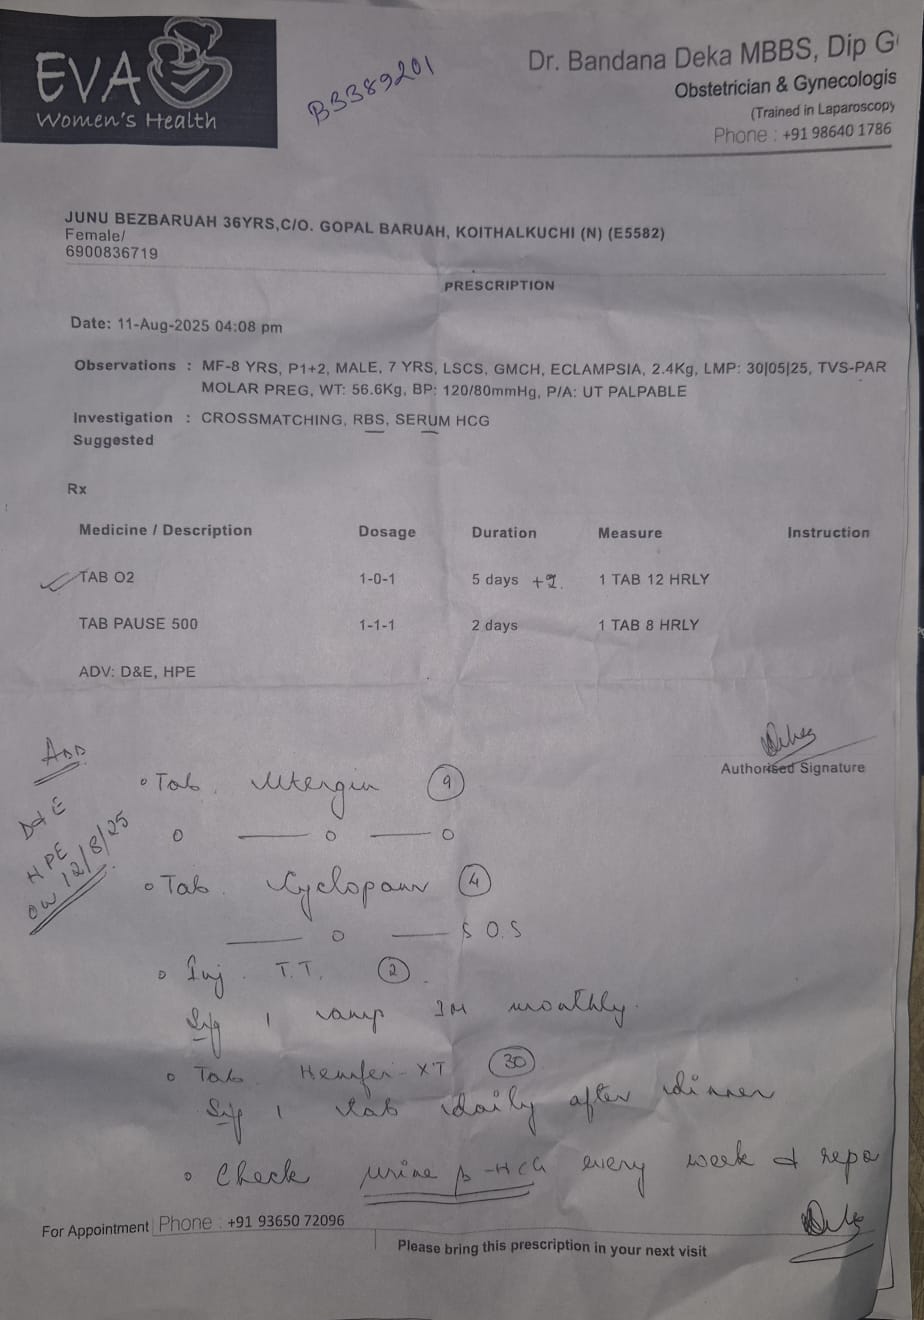 EVA
Women's Health
B3389201
Dr. Bandana Deka MBBS, Dip G
Obstetrician & Gynecologis
(Trained in Laparoscopy
Phone : +91 98640 1786
JUNU BEZBARUAH 36YRS,C/O. GOPAL BARUAH, KOITHALKUCHI (N) (E5582)
Female/
6900836719
PRESCRIPTION
Date: 11-Aug-2025 04:08 pm
Observations : MF-8 YRS, P1+2, MALE, 7 YRS, LSCS, GMCH, ECLAMPSIA, 2.4Kg, LMP: 30|05|25, TVS-PAR
MOLAR PREG, WT: 56.6Kg, BP: 120/80mmHg, P/A: UT PALPABLE
Investigation : CROSSMATCHING, RBS, SERUM HCG
Suggested
Rx
Medicine / Description Dosage Duration Measure Instruction
TAB O2 1-0-1 5 days 1 TAB 12 HRLY
TAB PAUSE 500 1-1-1 2 days 1 TAB 8 HRLY
ADV: D&E, HPE
Authorised Signature
ADD
D&E
HPE
ON 12/8/25
Tab. Utergin 9
o — o — o
Tab. Cyclopam 4
— o — S.O.S
Inj. T.T. 2
Sig 1 vamp IM monthly.
Tab Hemfer-XT 30
Sig 1 tab daily after dinner
Check urine β-HCG every week & repo
For Appointment | Phone : +91 93650 72096
Please bring this prescription in your next visit